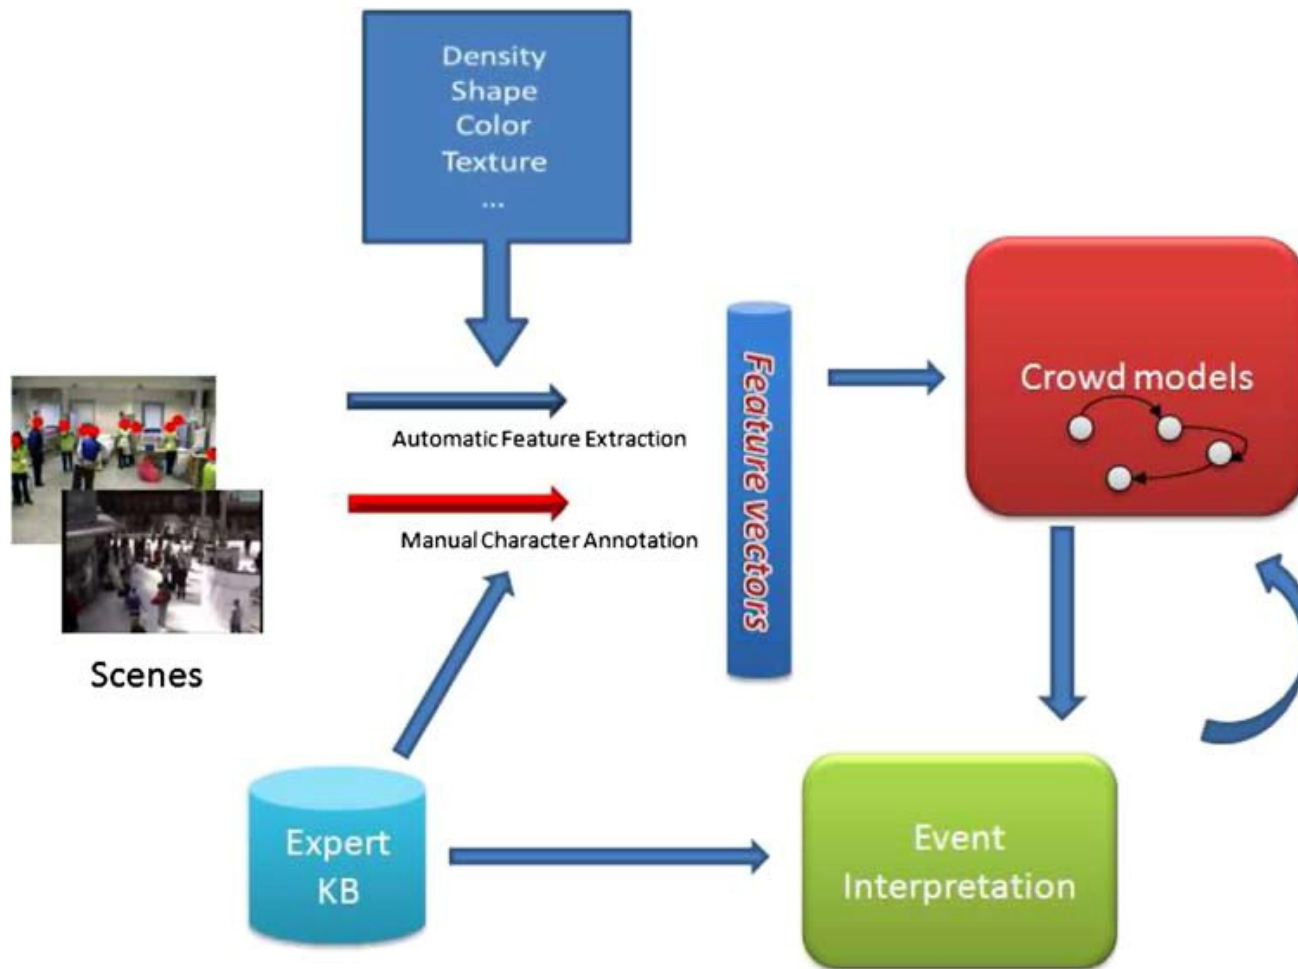 Density
Shape
Color
Texture
...
Automatic Feature Extraction
Manual Character Annotation
Scenes
Feature vectors
Crowd models
Expert
KB
Event
Interpretation